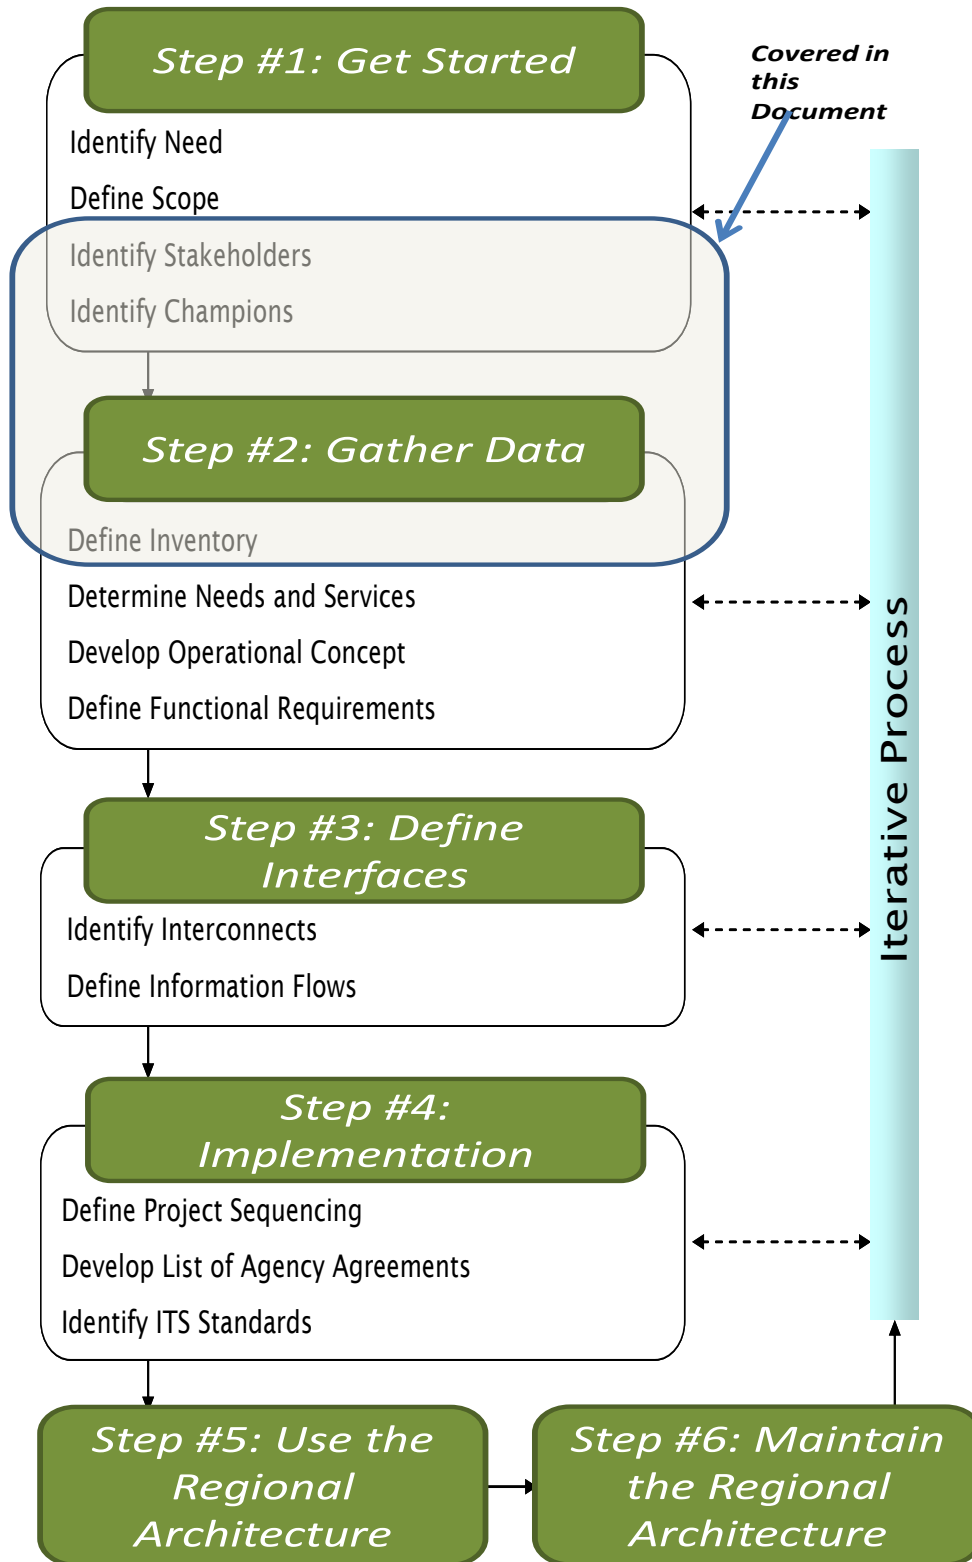 Step #1: Get Started
Covered in
this
Document
Identify Need
Define Scope
Identify Stakeholders
Identify Champions
Step #2: Gather Data
Define Inventory
Determine Needs and Services
Develop Operational Concept
Define Functional Requirements
Iterative Process
Step #3: Define
Interfaces
Identify Interconnects
Define Information Flows
Step #4:
Implementation
Define Project Sequencing
Develop List of Agency Agreements
Identify ITS Standards
Step #5: Use the
Regional
Architecture
Step #6: Maintain
the Regional
Architecture